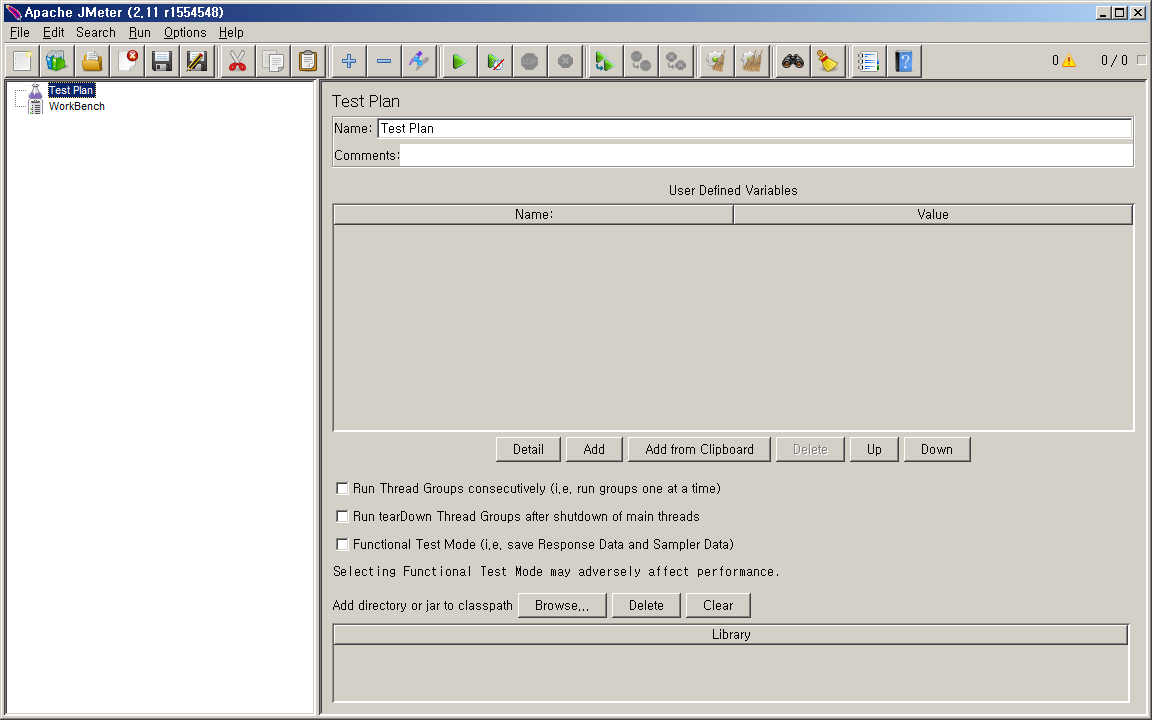 Apache JMeter (2.11 r1554548)
File Edit Search Run Options Help
0 0 / 0
Test Plan
WorkBench
Test Plan
Name: Test Plan
Comments:
User Defined Variables
Name: Value
Detail Add Add from Clipboard Delete Up Down
Run Thread Groups consecutively (i.e. run groups one at a time)
Run tearDown Thread Groups after shutdown of main threads
Functional Test Mode (i.e. save Response Data and Sampler Data)
Selecting Functional Test Mode may adversely affect performance.
Add directory or jar to classpath Browse... Delete Clear
Library